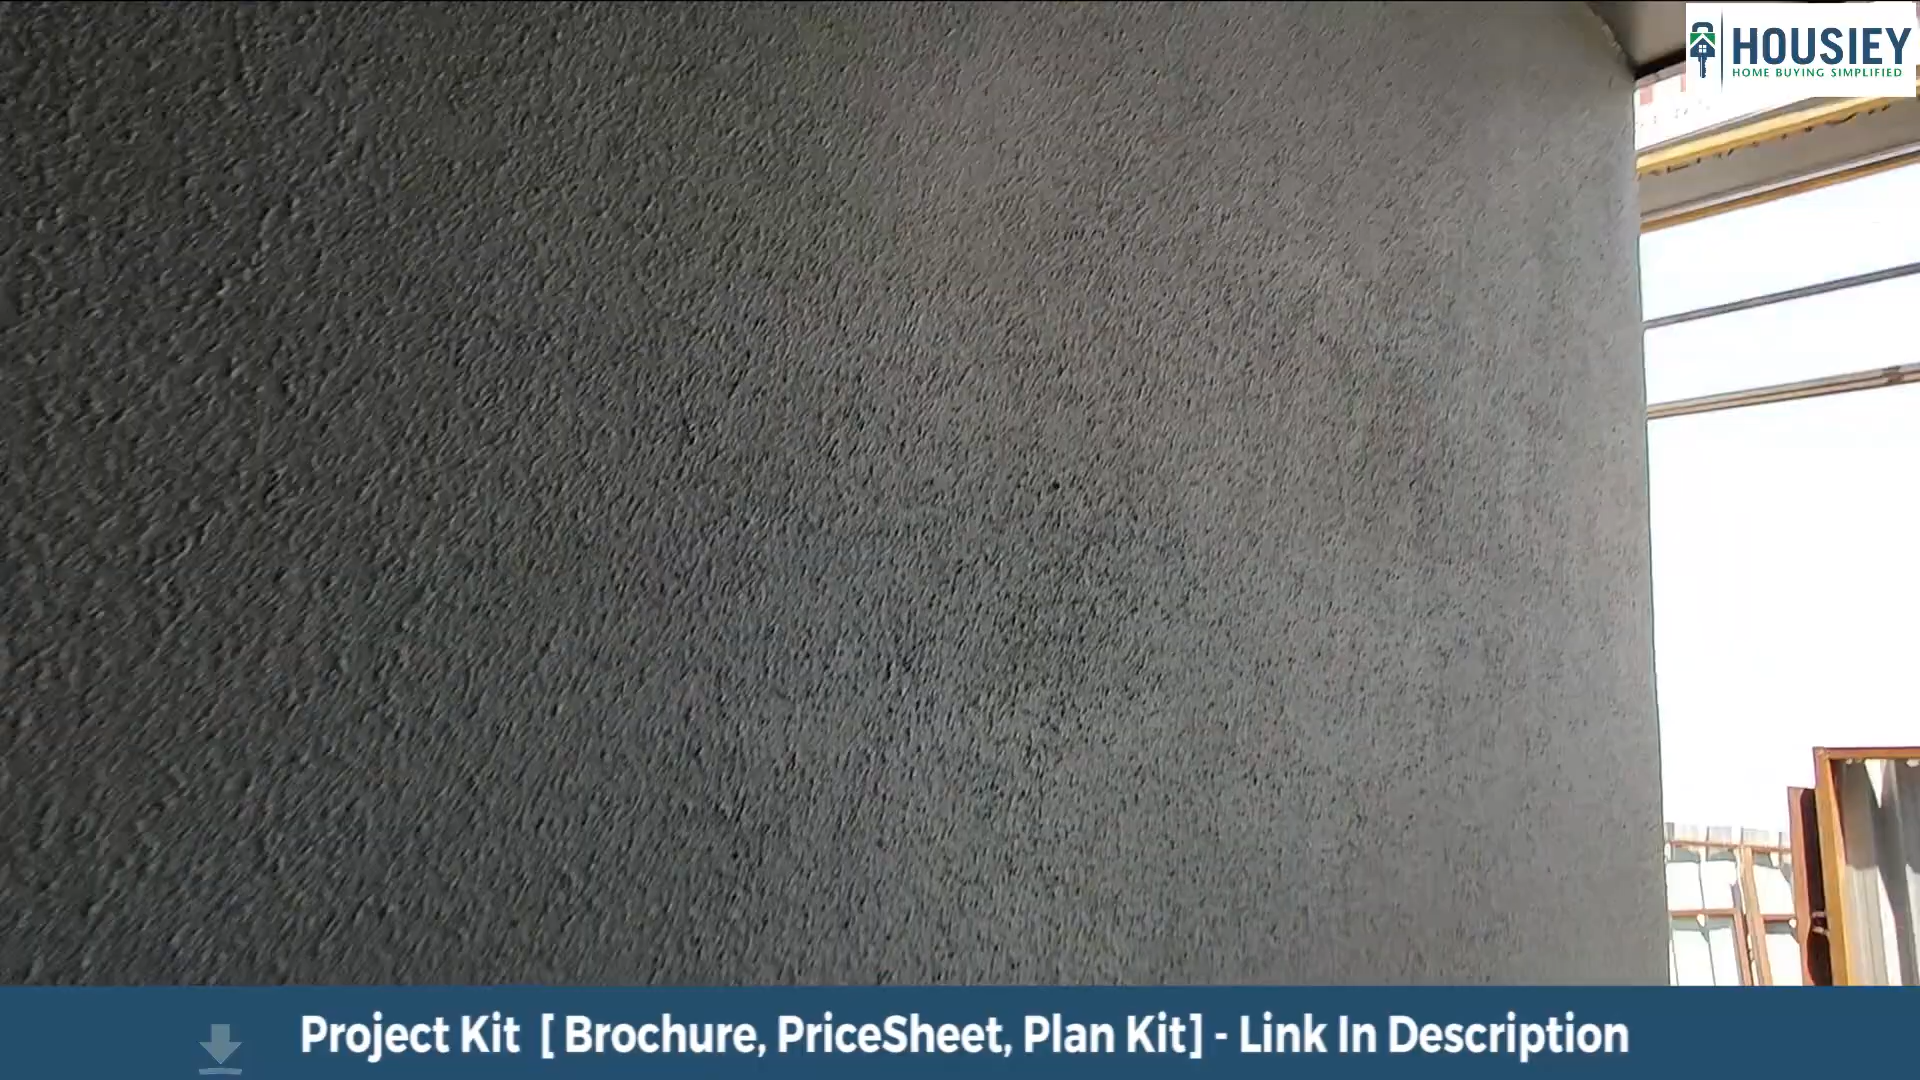 HOUSIEY
HOME BUYING SIMPLIFIED
Project Kit [ Brochure, PriceSheet, Plan Kit] - Link In Description